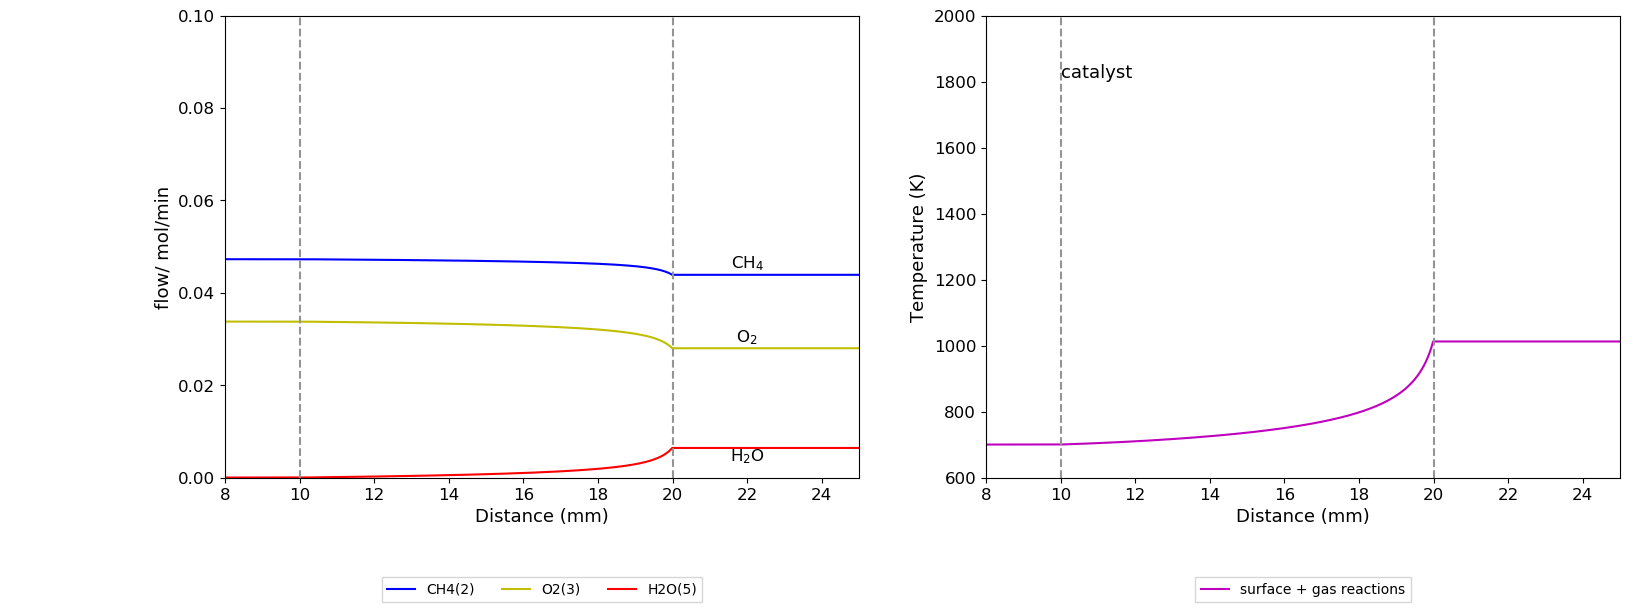 0.10
0.08
0.06
0.04
0.02
0.00
flow/ mol/min
CH₄
O₂
H₂O
8 10 12 14 16 18 20 22 24
Distance (mm)
CH4(2) O2(3) H2O(5)
2000
1800
1600
1400
1200
1000
800
600
Temperature (K)
catalyst
8 10 12 14 16 18 20 22 24
Distance (mm)
surface + gas reactions